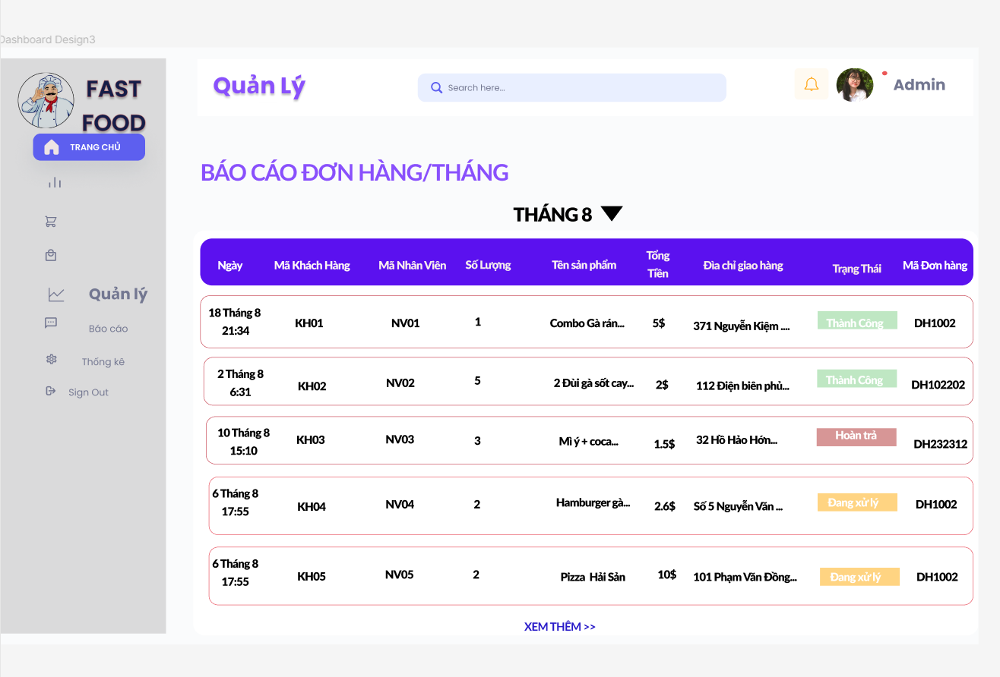 Dashboard Design3
FAST
FOOD
TRANG CHỦ
Quản lý
Báo cáo
Thống kê
Sign Out
Quản Lý
Search here...
Admin
BÁO CÁO ĐƠN HÀNG/THÁNG
THÁNG 8
Ngày Mã Khách Hàng Mã Nhân Viên Số Lượng Tên sản phẩm Tổng Tiền Đìa chỉ giao hàng Trạng Thái Mã Đơn hàng
18 Tháng 8
21:34 KH01 NV01 1 Combo Gà rán... 5$ 371 Nguyễn Kiệm .... Thành Công DH1002
2 Tháng 8
6:31 KH02 NV02 5 2 Đùi gà sốt cay... 2$ 112 Điện biên phủ... Thành Công DH102202
10 Tháng 8
15:10 KH03 NV03 3 Mì ý + coca... 1.5$ 32 Hồ Hảo Hớn... Hoàn trả DH232312
6 Tháng 8
17:55 KH04 NV04 2 Hamburger gà... 2.6$ Số 5 Nguyễn Văn ... Đang xử lý DH1002
6 Tháng 8
17:55 KH05 NV05 2 Pizza Hải Sản 10$ 101 Phạm Văn Đồng... Đang xử lý DH1002
XEM THÊM >>